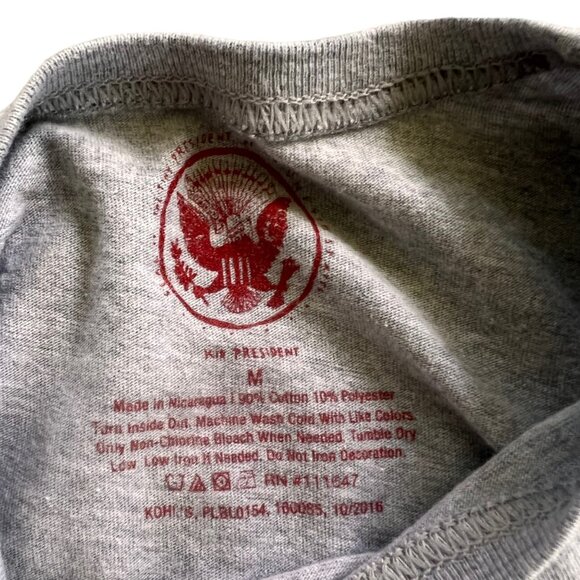 PRESIDENT
KID PRESIDENT
M
Made in Nicaragua | 90% Cotton 10% Polyester
Turn Inside Out. Machine Wash Cold With Like Colors.
Only Non-Chlorine Bleach When Needed. Tumble Dry
Low. Low Iron If Needed. Do Not Iron Decoration.
RN #111647
KOHL'S, PLBL0154, 1600SS, 10/2016